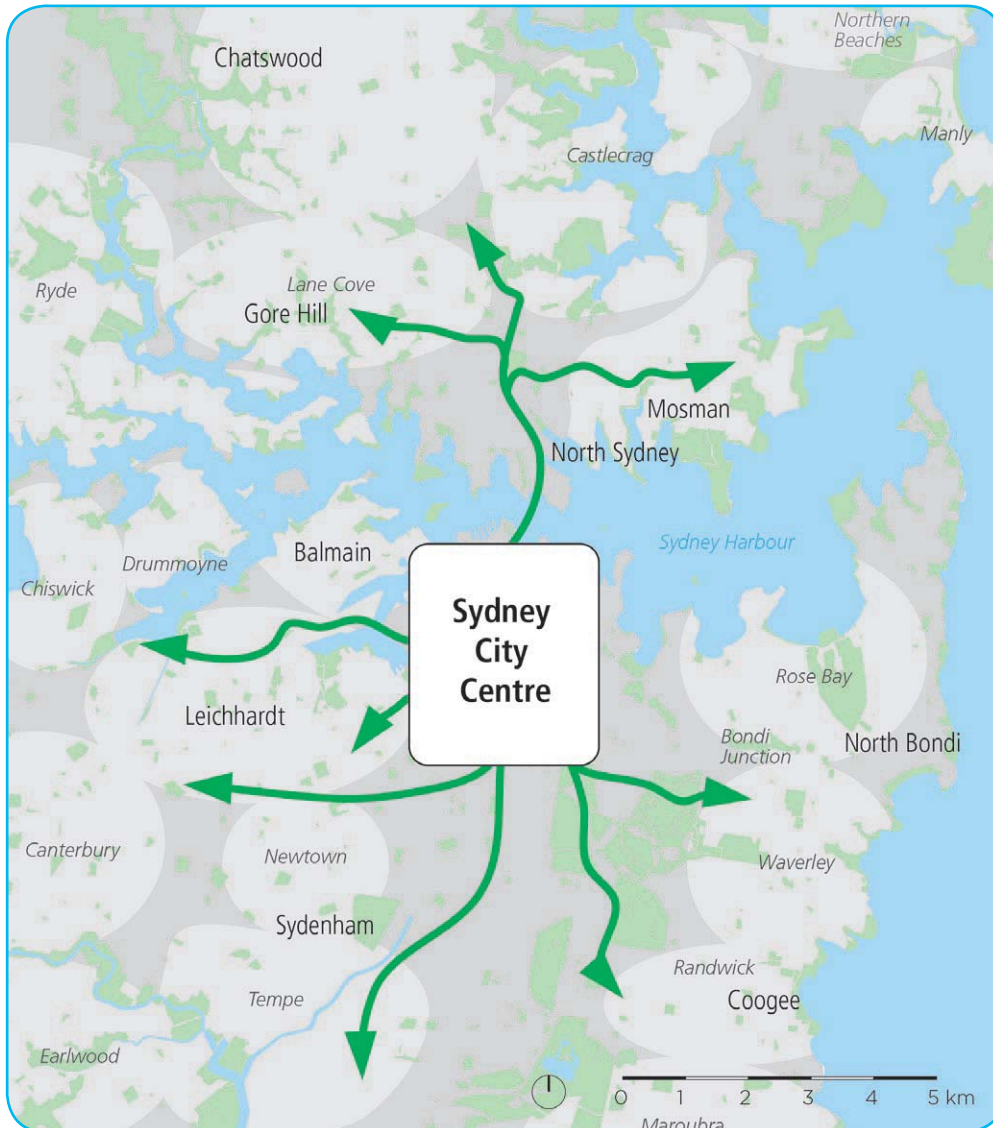 Northern
Beaches
Chatswood
Manly
Castlecrag
Lane Cove
Ryde
Gore Hill
Mosman
North Sydney
Sydney Harbour
Balmain
Drummoyne
Chiswick
Sydney
City
Centre
Rose Bay
Leichhardt
Bondi
Junction
North Bondi
Canterbury
Newtown
Waverley
Sydenham
Randwick
Tempe
Coogee
Earlwood
0 1 2 3 4 5 km
Maroubra